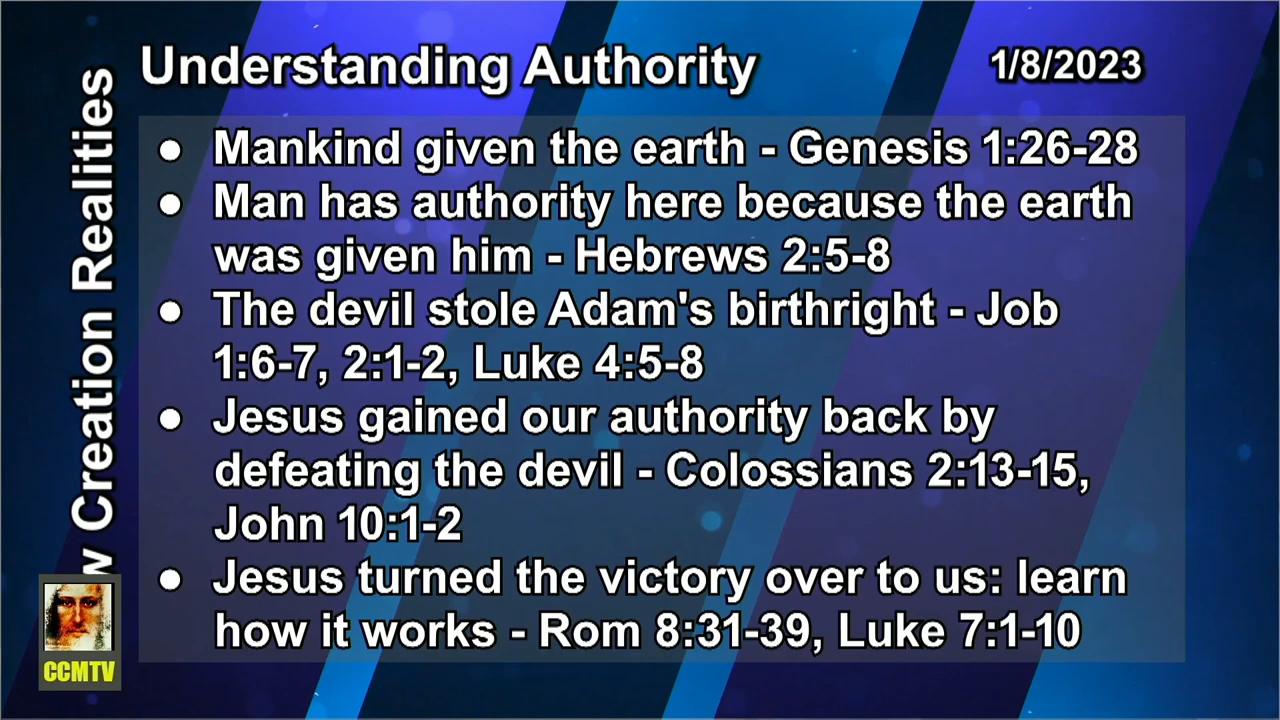 Understanding Authority
1/8/2023
Creation Realities
● Mankind given the earth - Genesis 1:26-28
● Man has authority here because the earth
was given him - Hebrews 2:5-8
● The devil stole Adam's birthright - Job
1:6-7, 2:1-2, Luke 4:5-8
● Jesus gained our authority back by
defeating the devil - Colossians 2:13-15,
John 10:1-2
● Jesus turned the victory over to us: learn
how it works - Rom 8:31-39, Luke 7:1-10
CCMTV